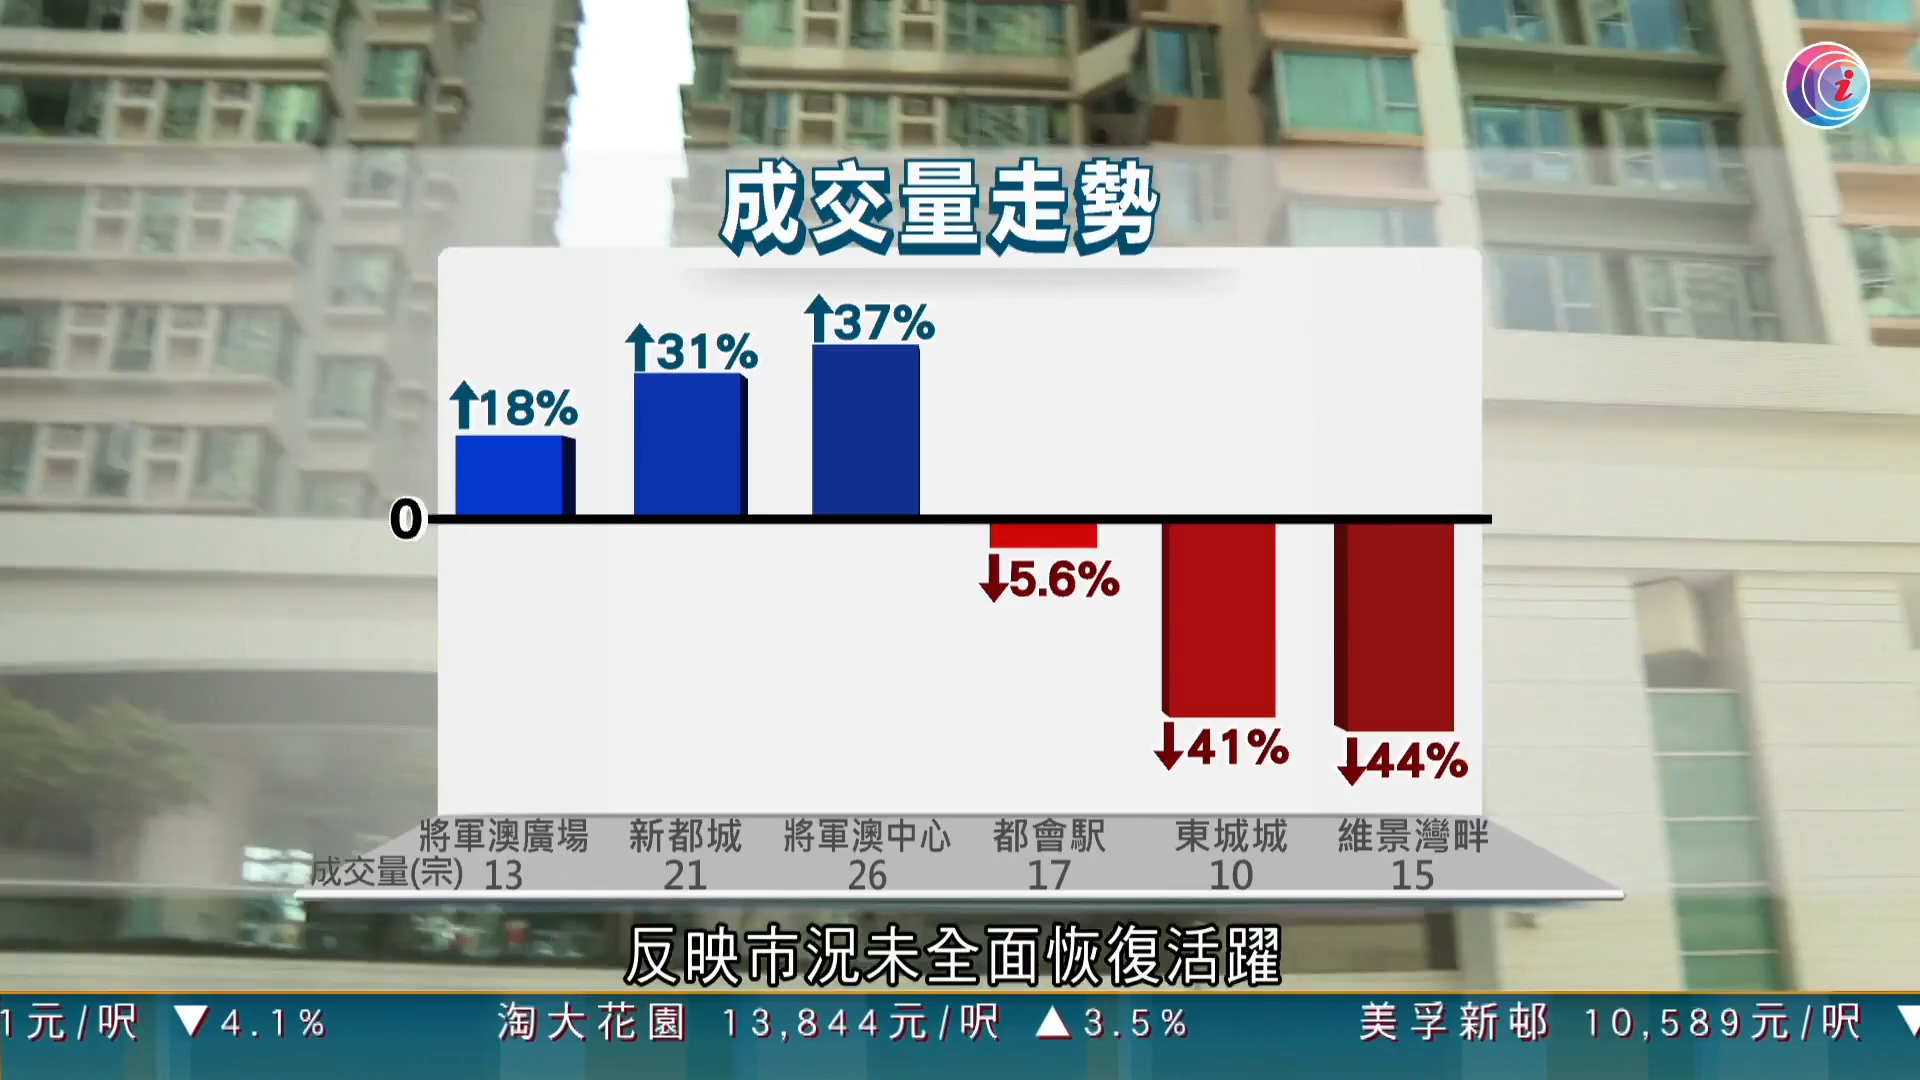 i
成交量走勢
↑18%
↑31%
↑37%
0
↓5.6%
↓41%
↓44%
將軍澳廣場 新都城 將軍澳中心 都會駅 東城城 維景灣畔
成交量(宗) 13 21 26 17 10 15
反映市況未全面恢復活躍
1元/呎 ▼4.1% 淘大花園 13,844元/呎 ▲3.5% 美孚新邨 10,589元/呎 ▼